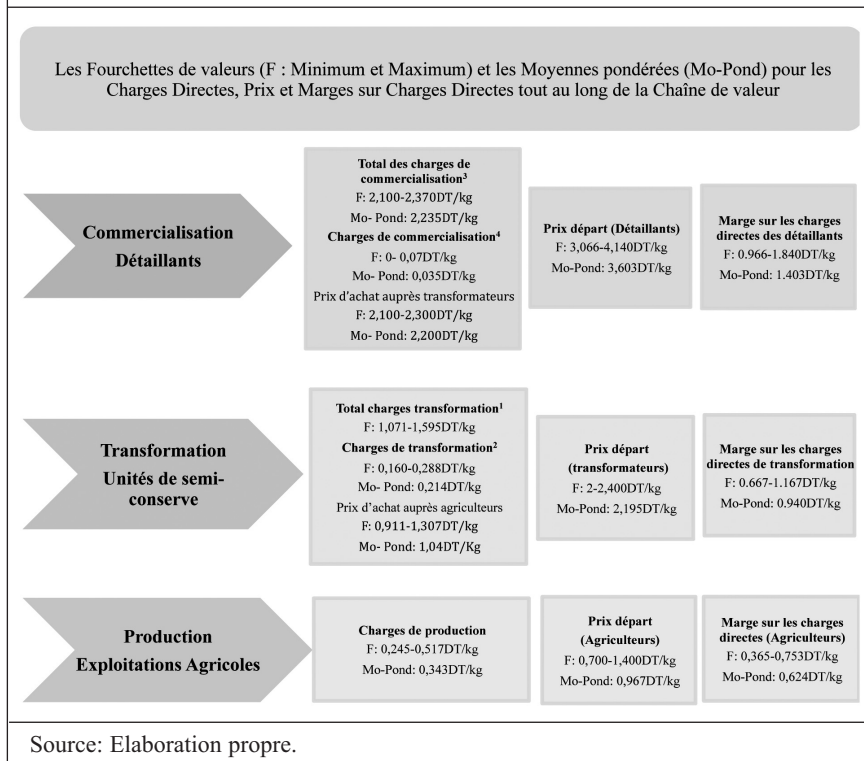 Les Fourchettes de valeurs (F : Minimum et Maximum) et les Moyennes pondérées (Mo-Pond) pour les
Charges Directes, Prix et Marges sur Charges Directes tout au long de la Chaîne de valeur
Commercialisation
Détaillants
Total des charges de
commercialisation³
F: 2,100-2,370DT/kg
Mo- Pond: 2,235DT/kg
Charges de commercialisation⁴
F: 0- 0,07DT/kg
Mo- Pond: 0,035DT/kg
Prix d'achat auprès transformateurs
F: 2,100-2,300DT/kg
Mo- Pond: 2,200DT/kg
Prix départ (Détaillants)
F: 3,066-4,140DT/kg
Mo-Pond: 3,603DT/kg
Marge sur les charges
directes des détaillants
F: 0.966-1.840DT/kg
Mo-Pond: 1.403DT/kg
Transformation
Unités de semi-
conserve
Total charges transformation¹
F: 1,071-1,595DT/kg
Charges de transformation²
F: 0,160-0,288DT/kg
Mo- Pond: 0,214DT/kg
Prix d'achat auprès agriculteurs
F: 0,911-1,307DT/kg
Mo- Pond: 1,04DT/Kg
Prix départ
(transformateurs)
F: 2-2,400DT/kg
Mo-Pond: 2,195DT/kg
Marge sur les charges
directes de transformation
F: 0.667-1.167DT/kg
Mo-Pond: 0.940DT/kg
Production
Exploitations Agricoles
Charges de production
F: 0,245-0,517DT/kg
Mo-Pond: 0,343DT/kg
Prix départ
(Agriculteurs)
F: 0,700-1,400DT/kg
Mo-Pond: 0,967DT/kg
Marge sur les charges
directes (Agriculteurs)
F: 0,365-0,753DT/kg
Mo-Pond: 0,624DT/kg
Source: Elaboration propre.